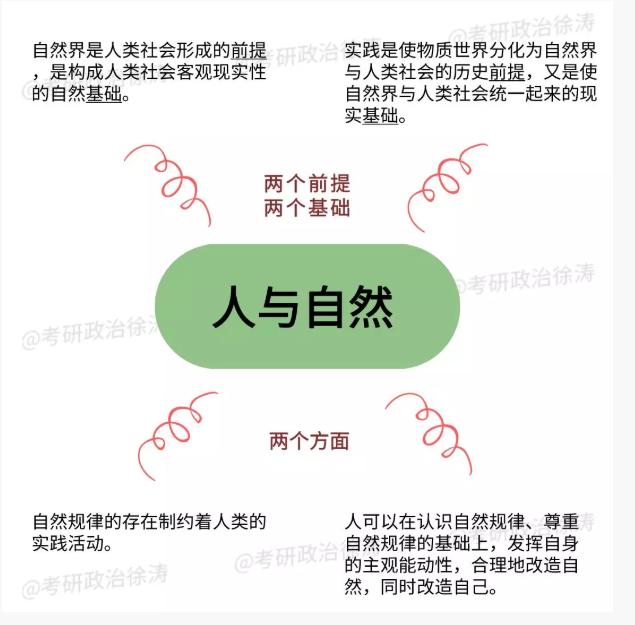 @考研政治徐涛
自然界是人类社会形成的前提
，是构成人类社会客观现实性
的自然基础。
@考研政治徐涛
实践是使物质世界分化为自然界
与人类社会的历史前提，又是使
自然界与人类社会统一起来的现
实基础。
两个前提
两个基础
人与自然
@考研政治徐涛
@考研政治徐涛
两个方面
自然规律的存在制约着人类的
实践活动。
人可以在认识自然规律、尊重
自然规律的基础上，发挥自身
的主观能动性，合理地改造自
然，同时改造自己。
@考研政治徐涛
@考研政治徐涛